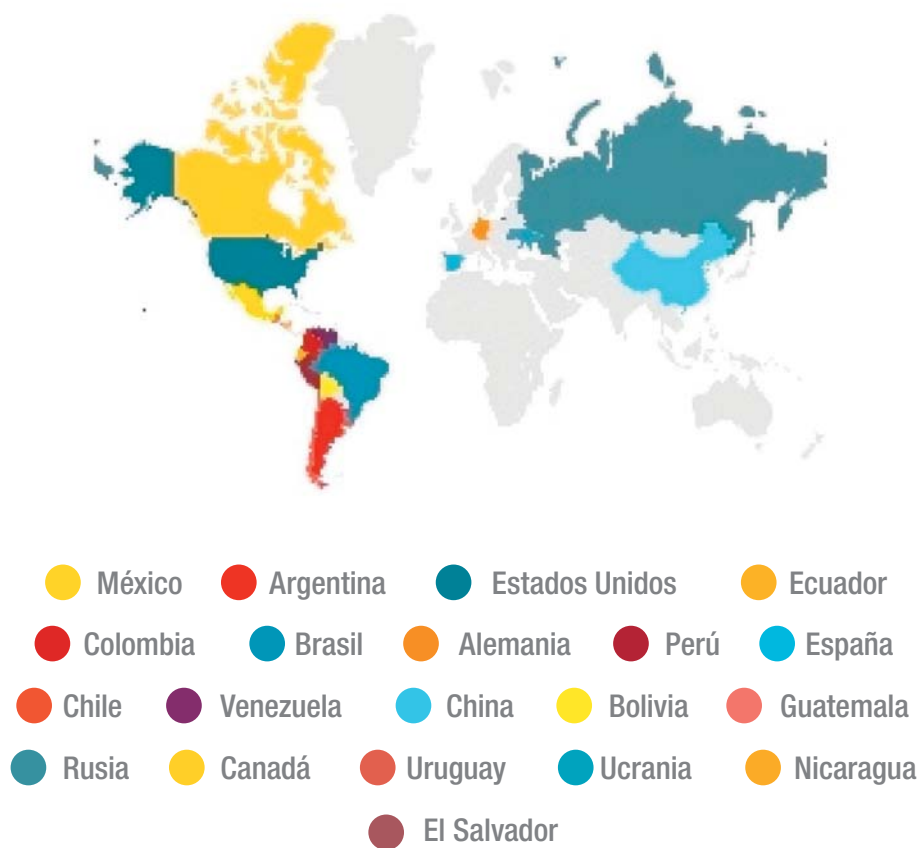 México Argentina Estados Unidos Ecuador
Colombia Brasil Alemania Perú España
Chile Venezuela China Bolivia Guatemala
Rusia Canadá Uruguay Ucrania Nicaragua
El Salvador